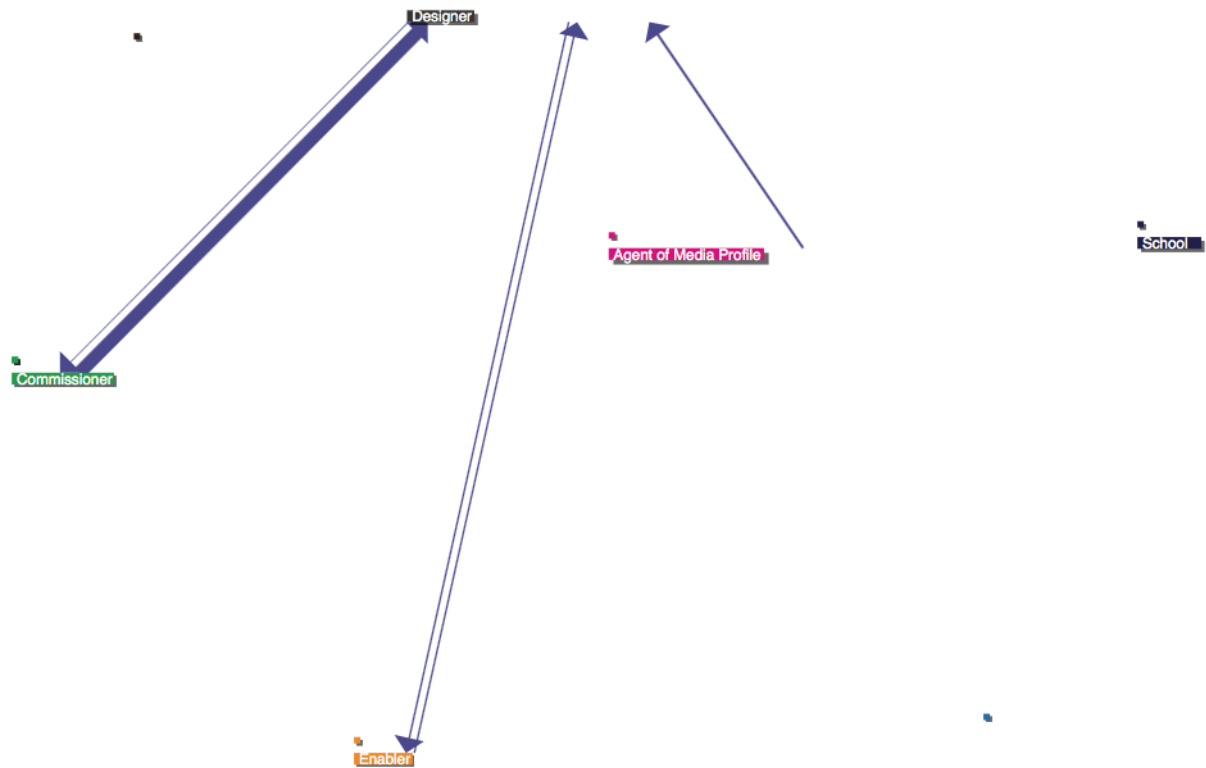 Designer
School
Agent of Media Profile
Commissioner
Enabler